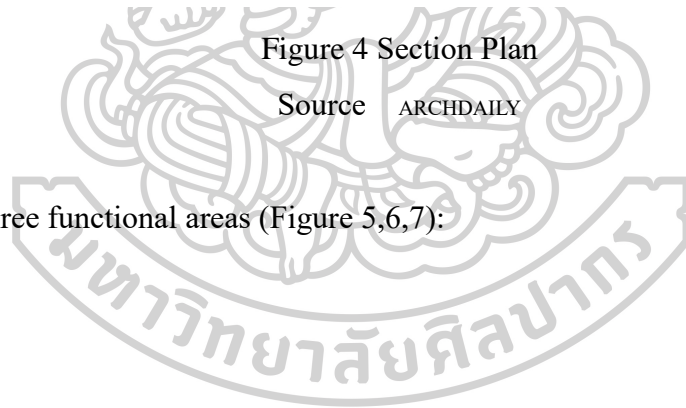 Figure 4 Section Plan
Source ARCHDAILY
ree functional areas (Figure 5,6,7):
มหาวิทยาลัยศิลปากร